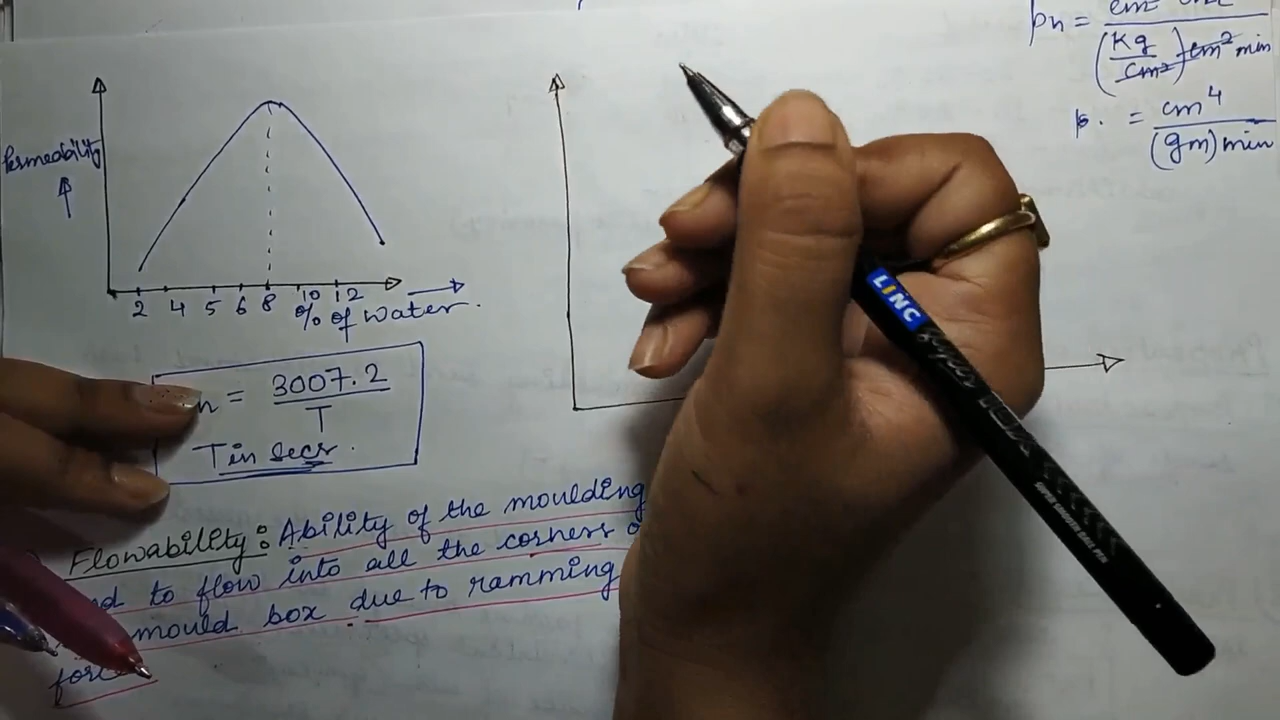 Permeability
2 4 5 6 8 10 12
% of water.
n = 3007.2
T
T in secs.
Flowability: Ability of the moulding
to flow into all the corners
mould box due to ramming
pn =
(Kg/cm²) cm² min
= cm⁴
(gm) min
LINC